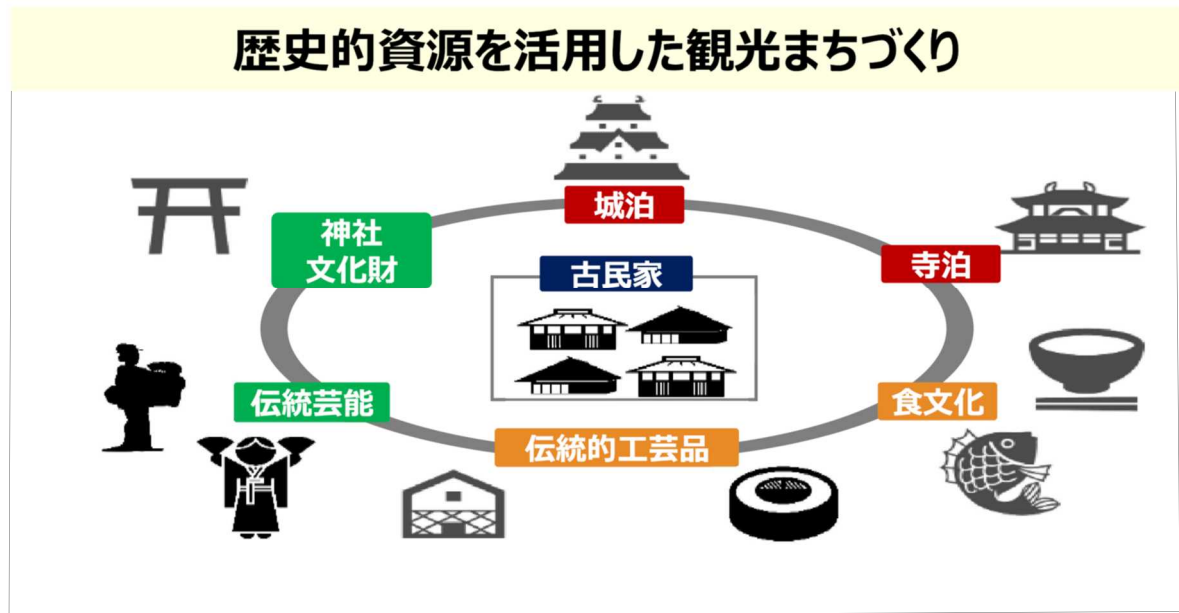 歴史的資源を活用した観光まちづくり
城泊
神社
文化財
寺泊
古民家
伝統芸能
食文化
伝統的工芸品